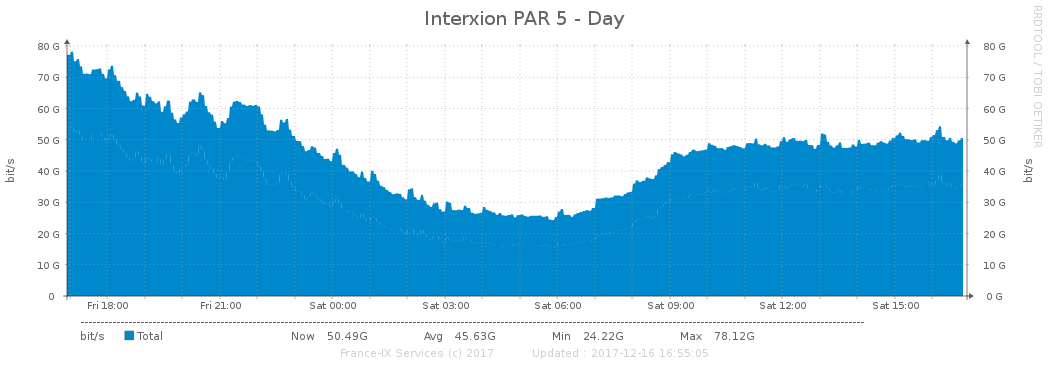 Interxion PAR 5 - Day
RRDTOOL / TOBI OETIKER
bit/s
80 G 80 G
70 G 70 G
60 G 60 G
50 G 50 G
40 G 40 G
30 G 30 G
20 G 20 G
10 G 10 G
0 0 G
bit/s
Fri 18:00 Fri 21:00 Sat 00:00 Sat 03:00 Sat 06:00 Sat 09:00 Sat 12:00 Sat 15:00
bit/s Total Now 50.49G Avg 45.63G Min 24.22G Max 78.12G
France-IX Services (c) 2017 Updated : 2017-12-16 16:55:05